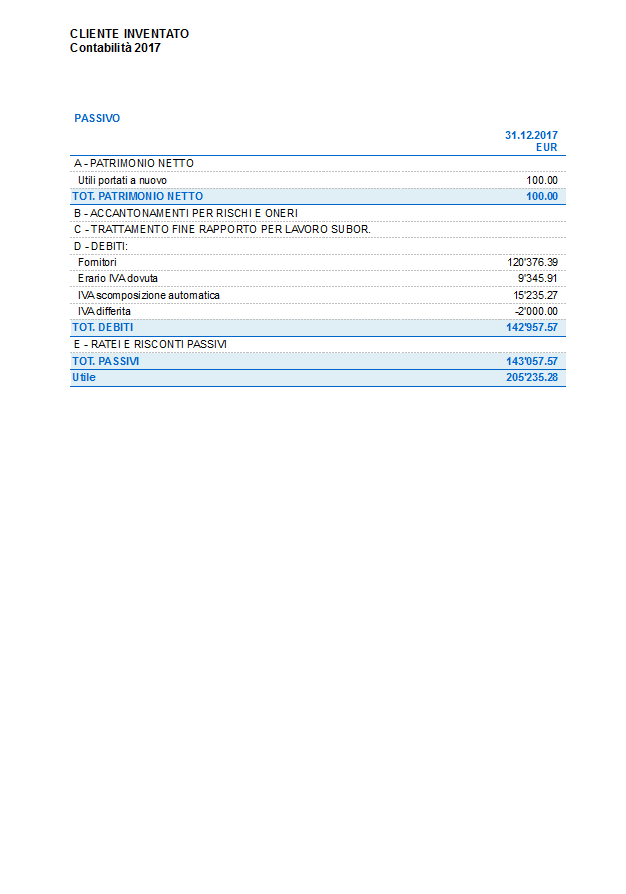 CLIENTE INVENTATO
Contabilità 2017
PASSIVO
31.12.2017
EUR
A - PATRIMONIO NETTO
Utili portati a nuovo 100.00
TOT. PATRIMONIO NETTO 100.00
B - ACCANTONAMENTI PER RISCHI E ONERI
C - TRATTAMENTO FINE RAPPORTO PER LAVORO SUBOR.
D - DEBITI:
Fornitori 120'376.39
Erario IVA dovuta 9'345.91
IVA scomposizione automatica 15'235.27
IVA differita -2'000.00
TOT. DEBITI 142'957.57
E - RATEI E RISCONTI PASSIVI
TOT. PASSIVI 143'057.57
Utile 205'235.28